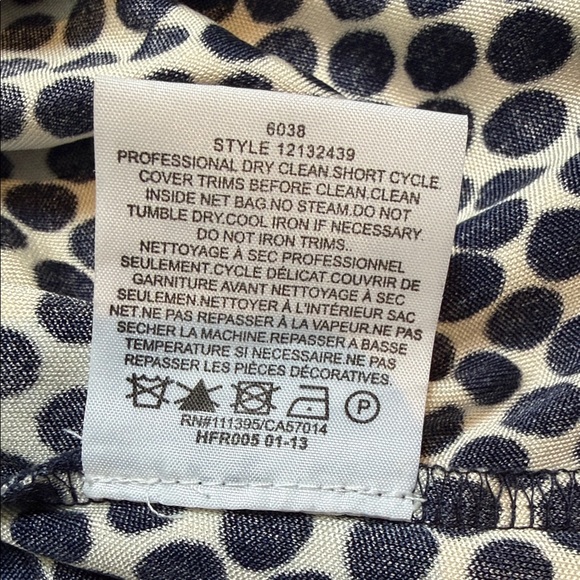 6038
STYLE 12132439
PROFESSIONAL DRY CLEAN.SHORT CYCLE.
COVER TRIMS BEFORE CLEAN.CLEAN
INSIDE NET BAG.NO STEAM.DO NOT
TUMBLE DRY.COOL IRON IF NECESSARY.
DO NOT IRON TRIMS..
NETTOYAGE À SEC PROFESSIONNEL
SEULEMENT.CYCLE DÉLICAT.COUVRIR DE
GARNITURE AVANT NETTOYAGE À SEC
SEULEMEN.NETTOYER À L'INTÉRIEUR SAC
NET.NE PAS REPASSER À LA VAPEUR.NE PAS
SECHER LA MACHINE.REPASSER A BASSE
TEMPERATURE SI NECESSAIRE.NE PAS
REPASSER LES PIÈCES DÉCORATIVES.
P
RN#111395/CA57014
HFR005 01-13